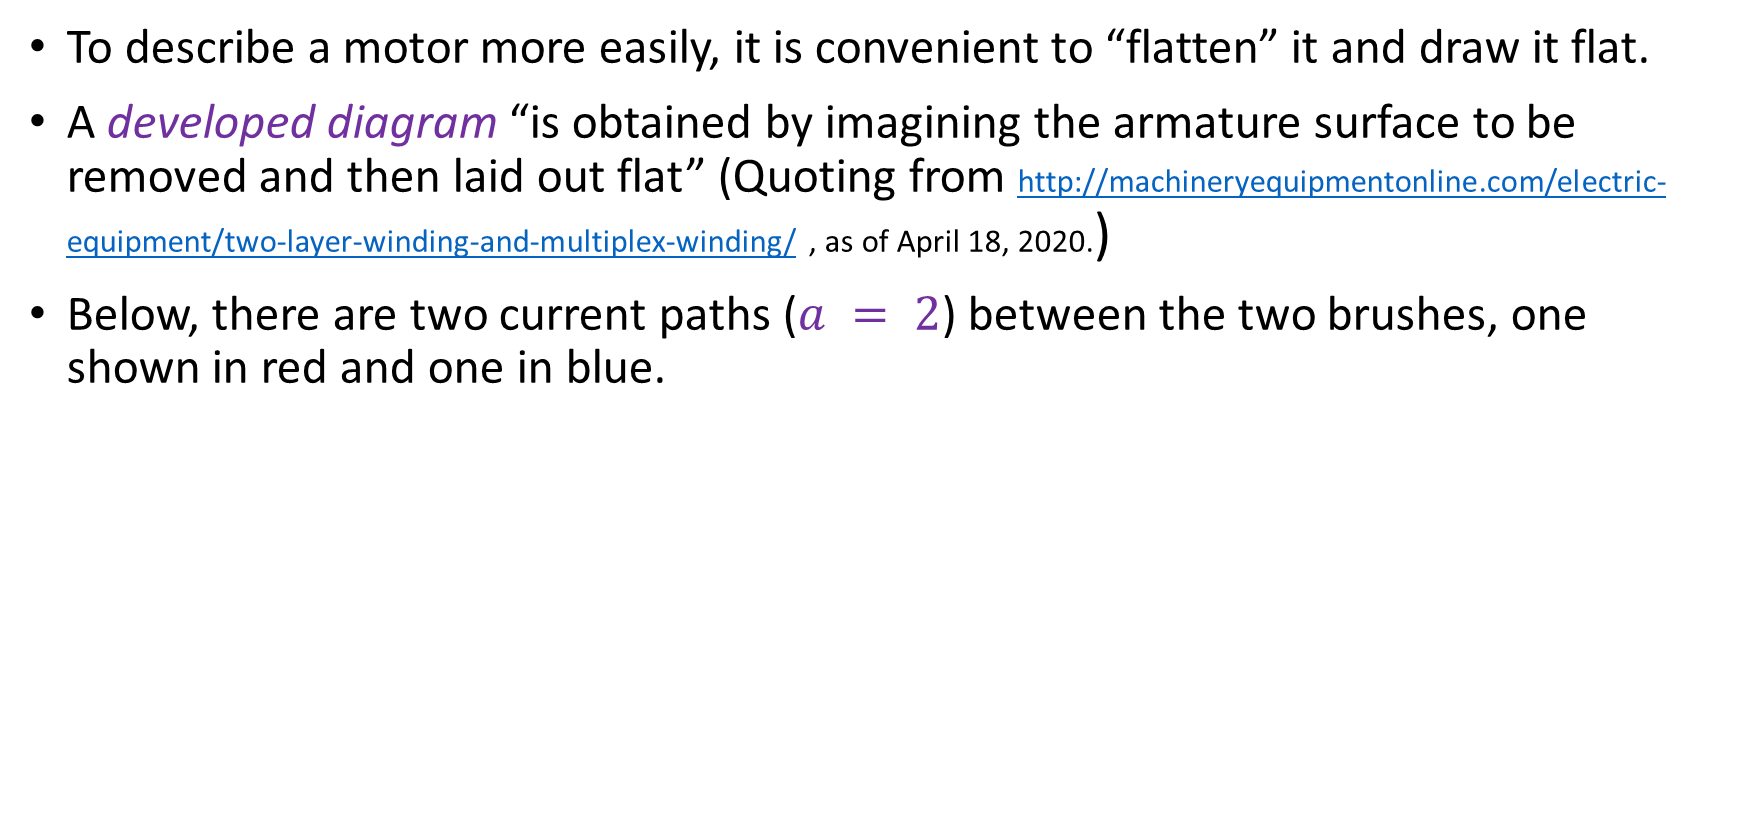 • To describe a motor more easily, it is convenient to “flatten” it and draw it flat.
• A developed diagram “is obtained by imagining the armature surface to be
removed and then laid out flat” (Quoting from http://machineryequipmentonline.com/electric-
equipment/two-layer-winding-and-multiplex-winding/ , as of April 18, 2020.)
• Below, there are two current paths (a = 2) between the two brushes, one
shown in red and one in blue.